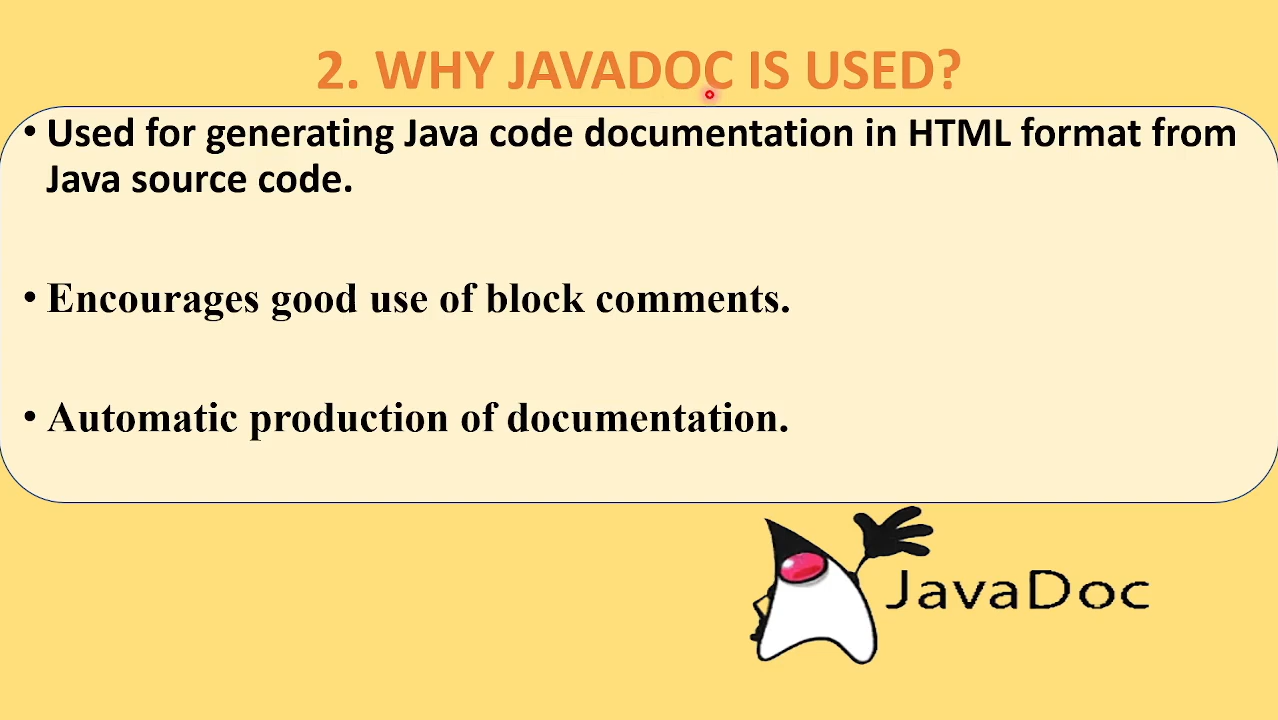 2. WHY JAVADOC IS USED?
• Used for generating Java code documentation in HTML format from
Java source code.
• Encourages good use of block comments.
• Automatic production of documentation.
JavaDoc